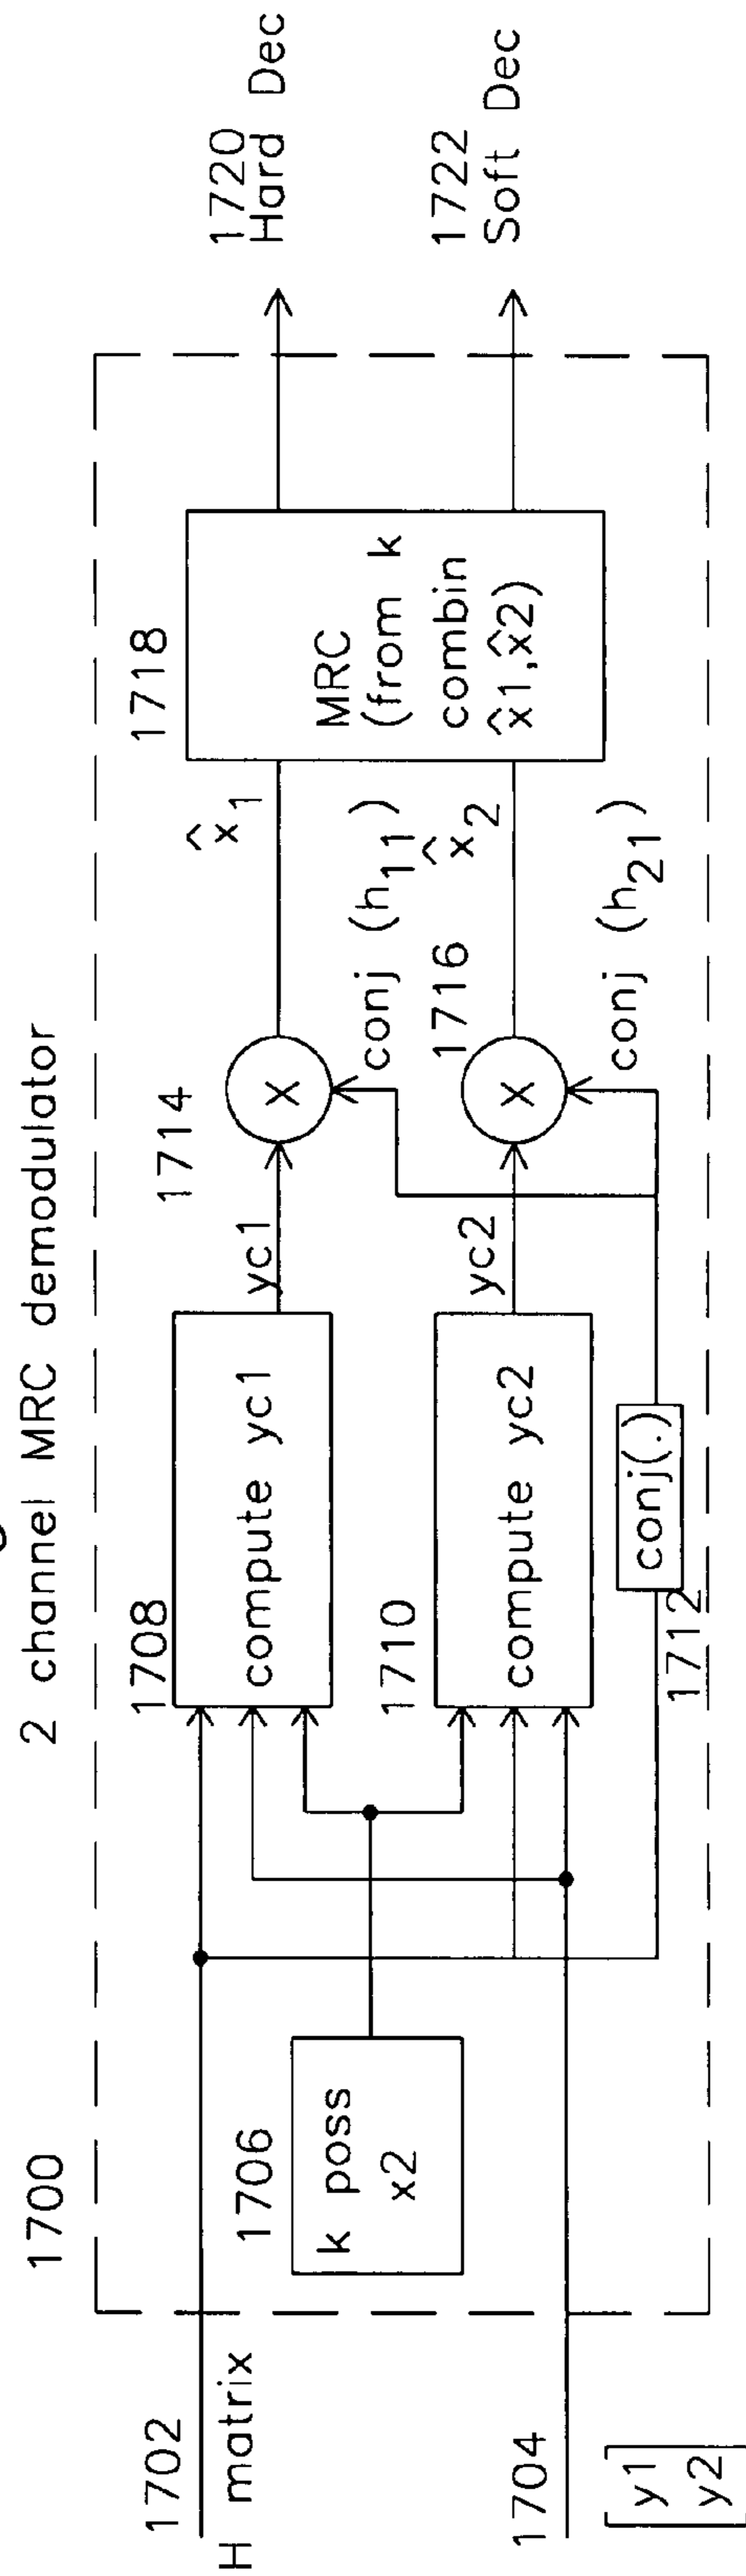 2 channel MRC demodulator
1700
1702
H matrix
1704
y1
y2
1706
k poss
x2
1708
compute yc1
1710
compute yc2
1712
conj(.)
yc1
yc2
1714
X
conj (h11)
1716
X
conj (h21)
x̂1
x̂2
1718
MRC
(from k
combin
x̂1,x̂2)
1720
Hard Dec
1722
Soft Dec